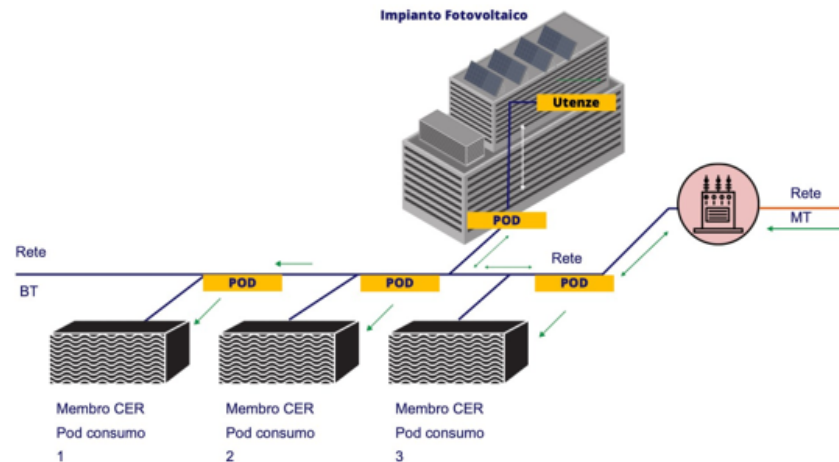 Impianto Fotovoltaico
Utenze
POD
Rete
MT
Rete
Rete
BT
POD
POD
POD
Membro CER
Pod consumo
1
Membro CER
Pod consumo
2
Membro CER
Pod consumo
3